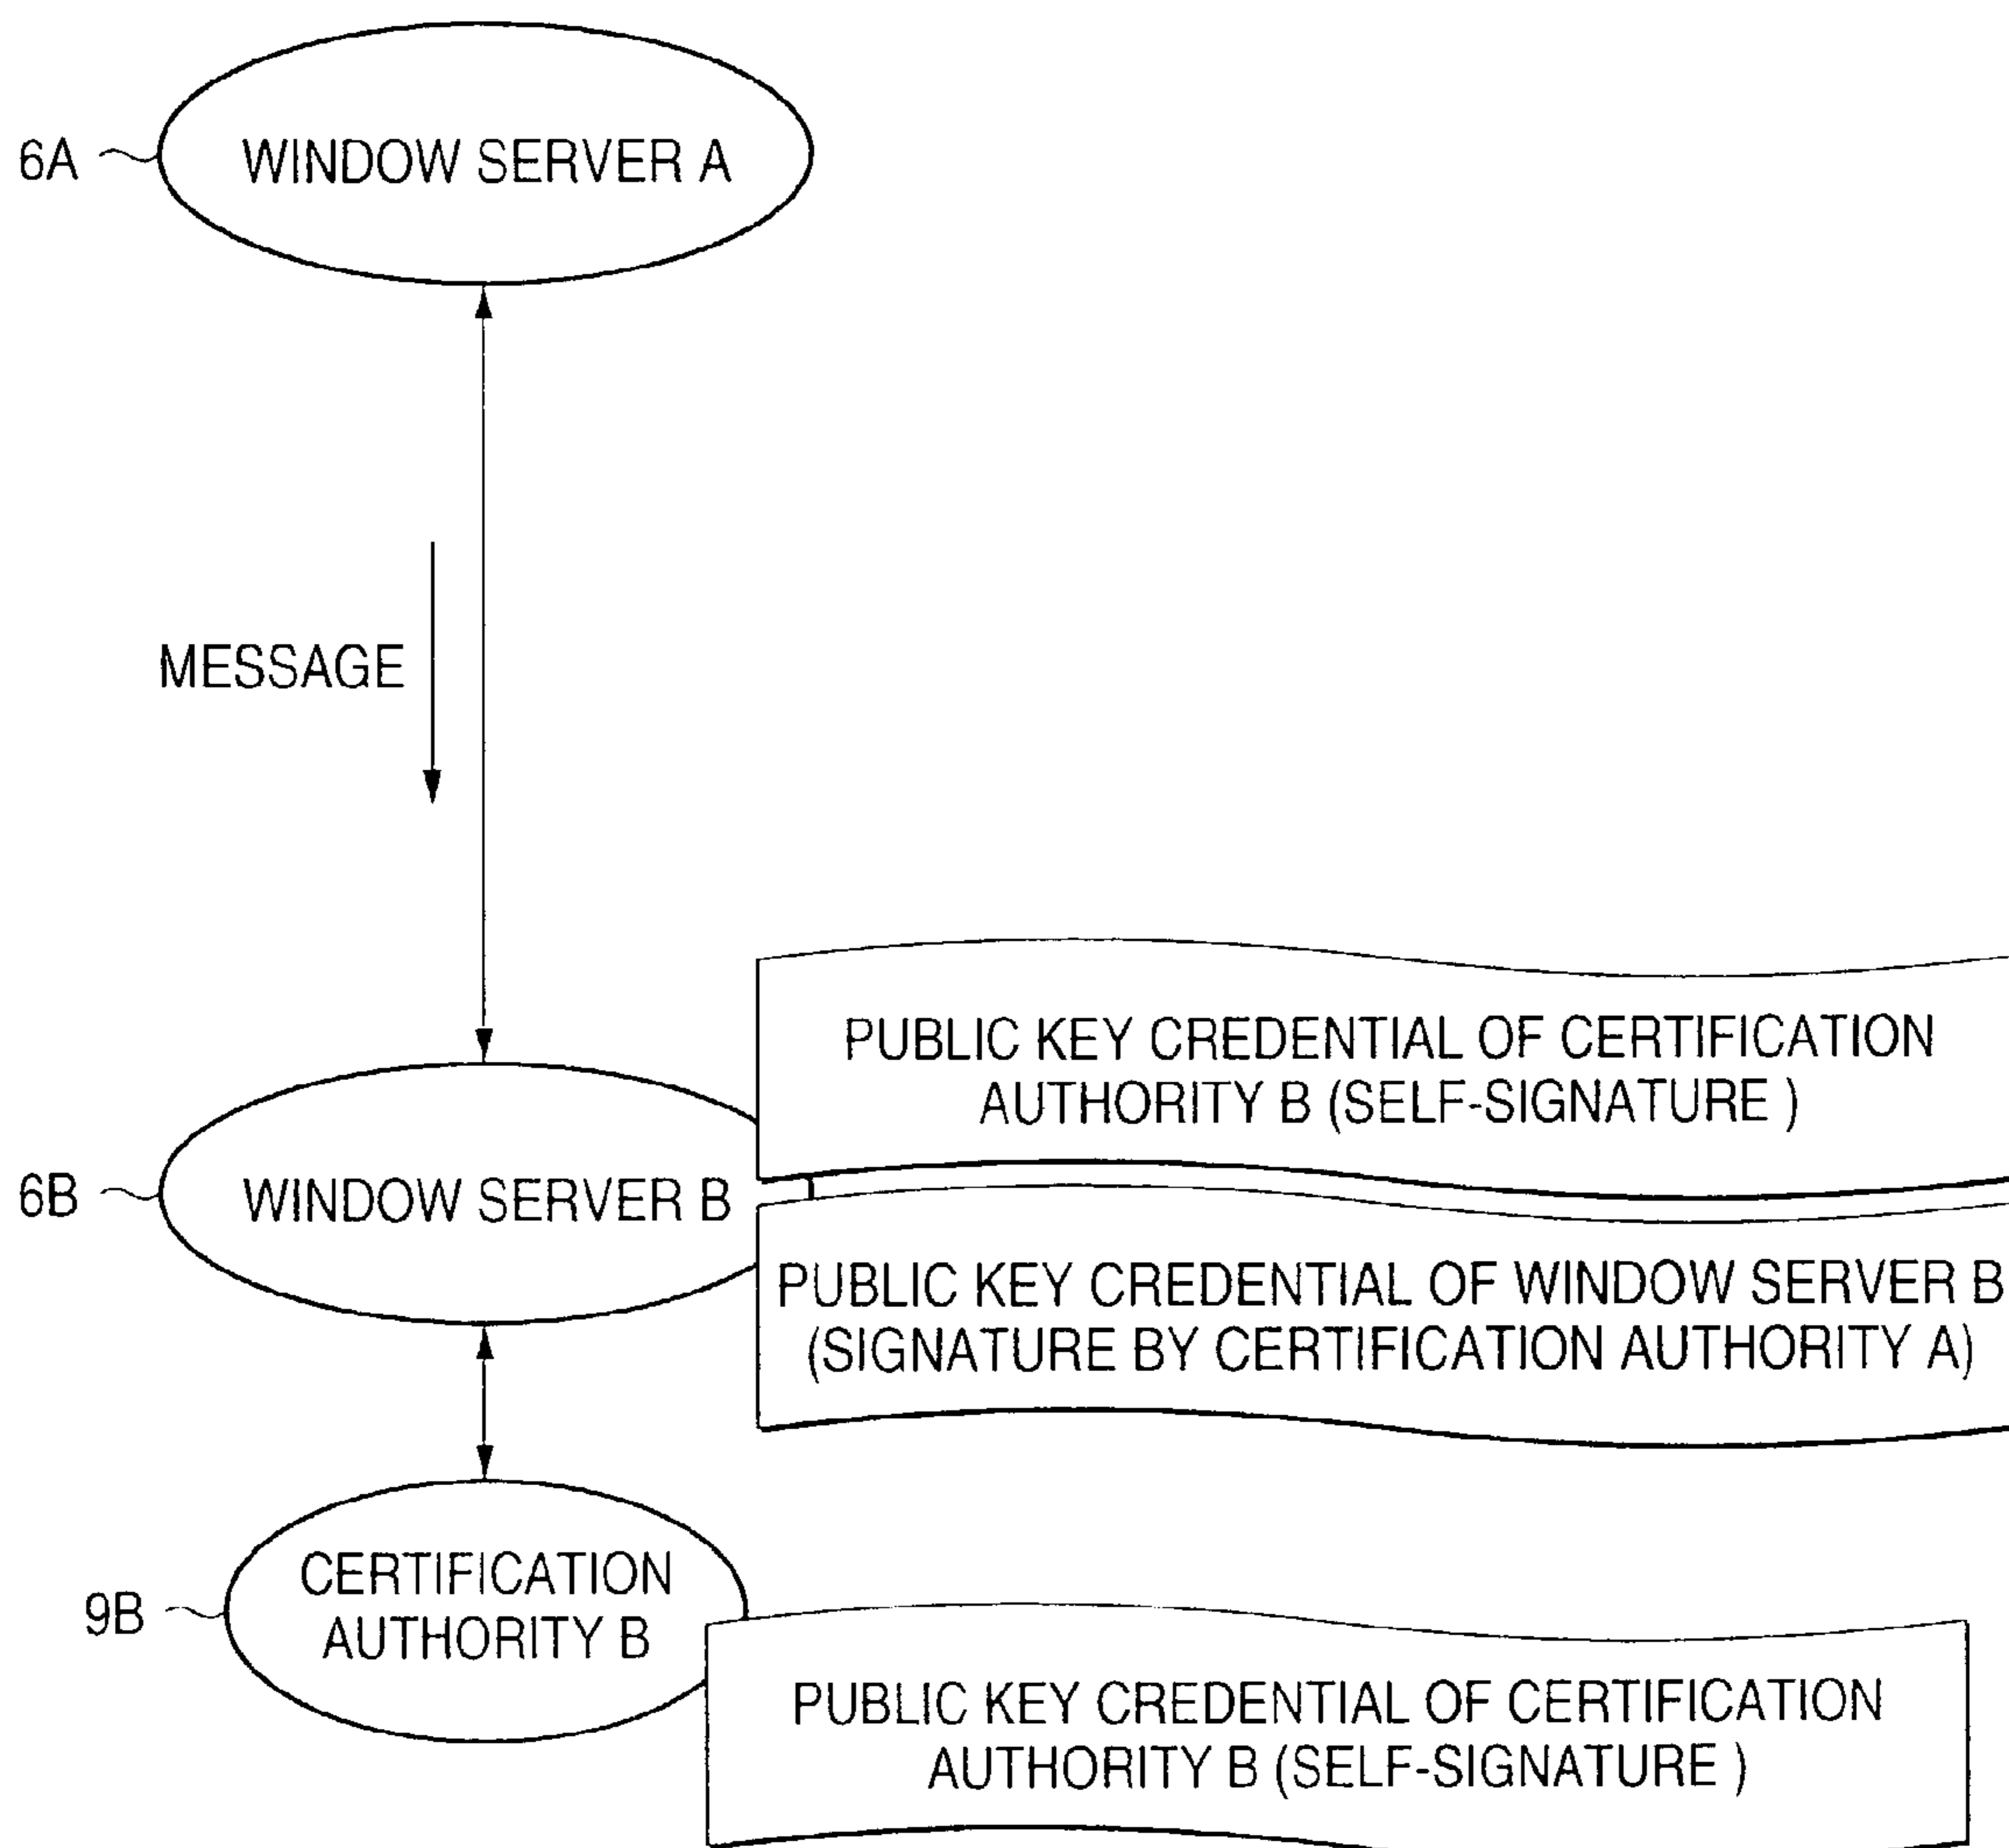 6A
WINDOW SERVER A
MESSAGE
PUBLIC KEY CREDENTIAL OF CERTIFICATION
AUTHORITY B (SELF-SIGNATURE )
6B
WINDOW SERVER B
PUBLIC KEY CREDENTIAL OF WINDOW SERVER B
(SIGNATURE BY CERTIFICATION AUTHORITY A)
9B
CERTIFICATION
AUTHORITY B
PUBLIC KEY CREDENTIAL OF CERTIFICATION
AUTHORITY B (SELF-SIGNATURE )